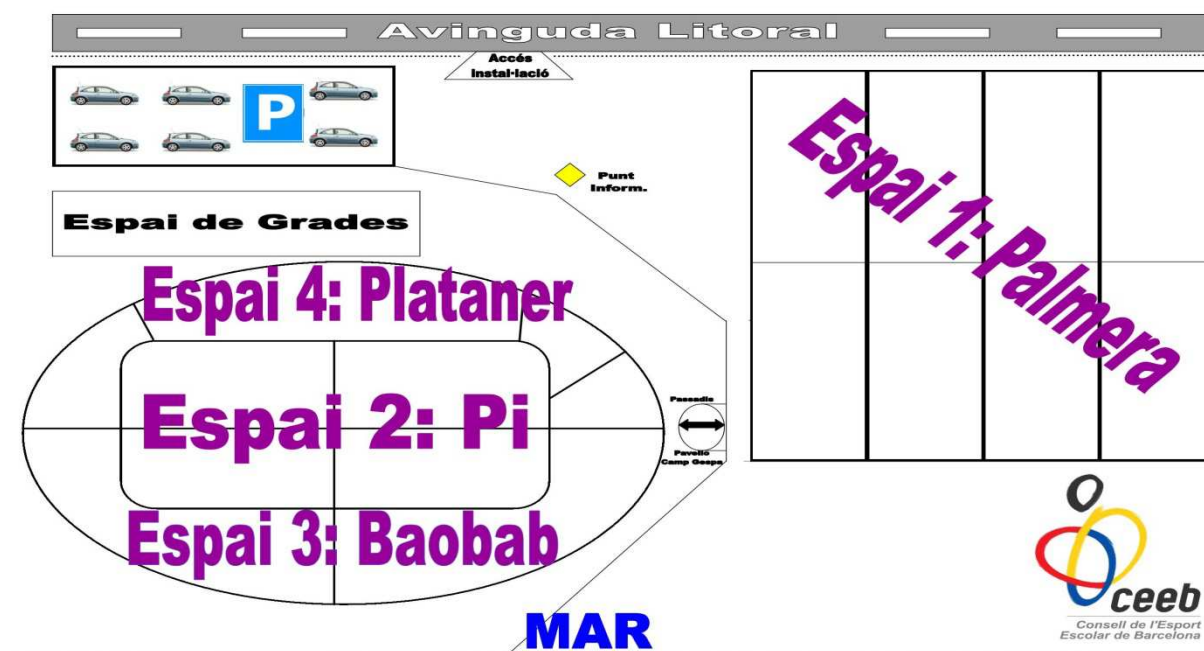 Avinguda Litoral
Accés
Instal·lació
P
Punt
Inform.
Espai de Grades
Espai 1: Palmera
Espai 4: Plataner
Espai 2: Pi
Passadís
Pavelló
Camp Gespa
Espai 3: Baobab
MAR
ceeb
Consell de l'Esport
Escolar de Barcelona